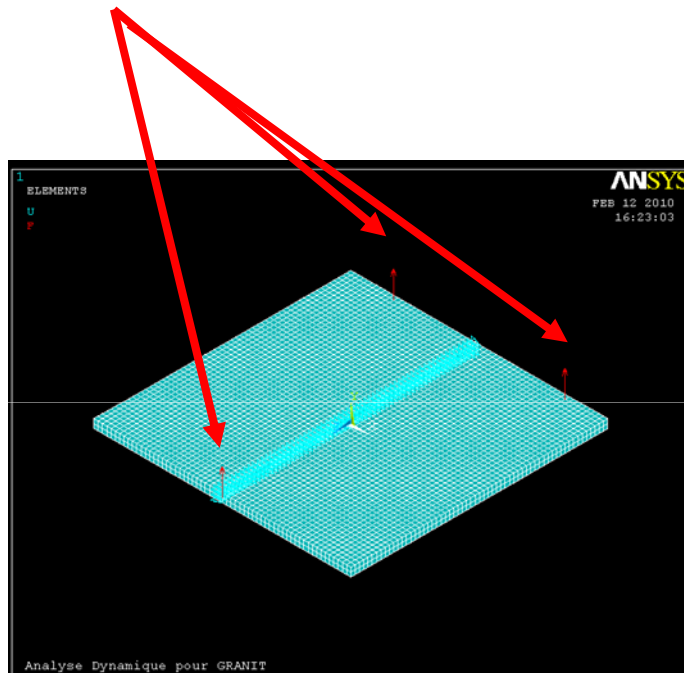 1
ELEMENTS
U
F
ANSYS
FEB 12 2010
16:23:03
Y
Analyse Dynamique pour GRANIT